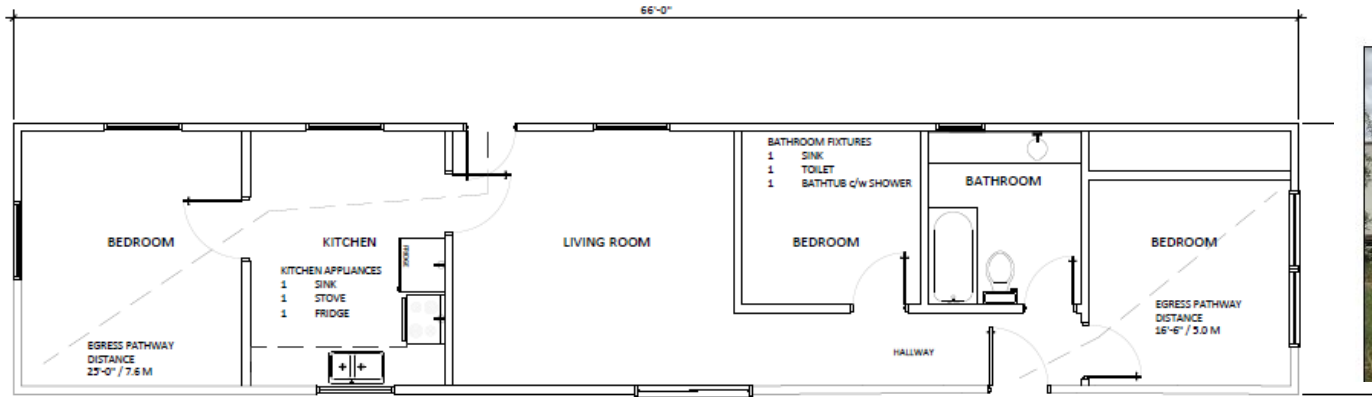 66'-0"
BATHROOM FIXTURES
1 SINK
1 TOILET
1 BATHTUB c/w SHOWER
BATHROOM
BEDROOM
KITCHEN
FRIDGE
LIVING ROOM
BEDROOM
BEDROOM
KITCHEN APPLIANCES
1 SINK
1 STOVE
1 FRIDGE
EGRESS PATHWAY
DISTANCE
16'-6" / 5.0 M
EGRESS PATHWAY
DISTANCE
25'-0" / 7.6 M
HALLWAY